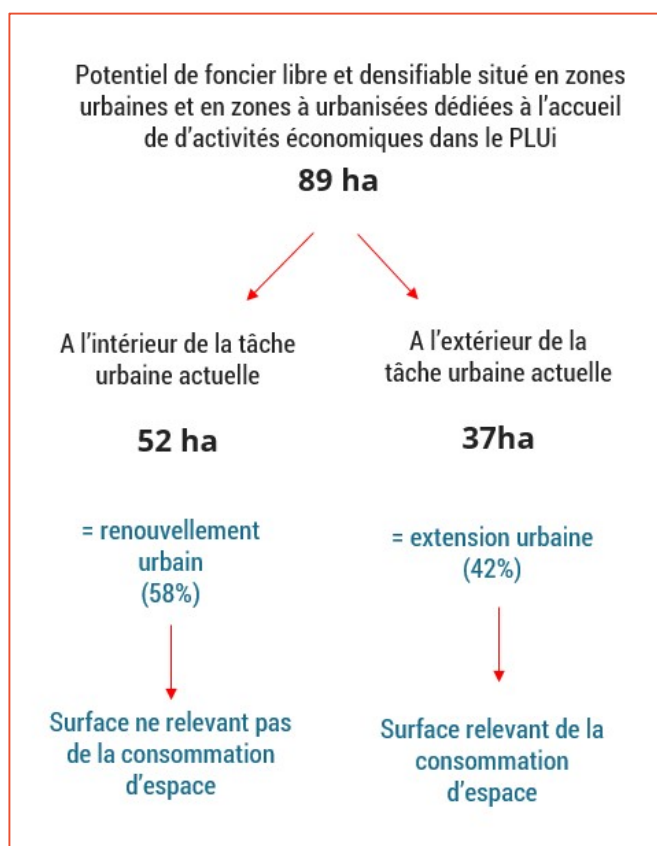 Potentiel de foncier libre et densifiable situé en zones
urbaines et en zones à urbanisées dédiées à l'accueil
de d'activités économiques dans le PLUi
89 ha
A l'intérieur de la tâche
urbaine actuelle
52 ha
= renouvellement
urbain
(58%)
Surface ne relevant pas
de la consommation
d'espace
A l'extérieur de la
tâche urbaine actuelle
37ha
= extension urbaine
(42%)
Surface relevant de la
consommation
d'espace